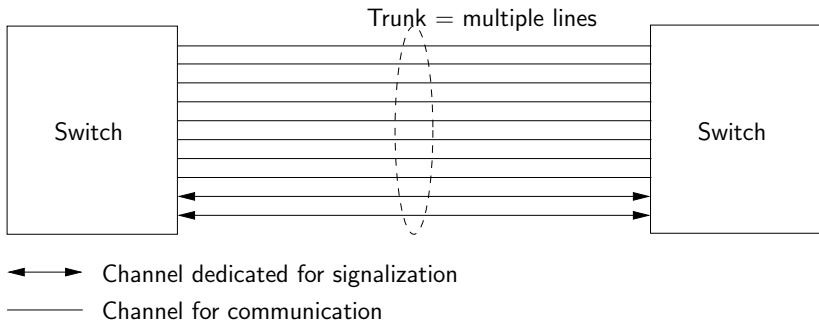 Trunk = multiple lines
Switch
Switch
Channel dedicated for signalization
Channel for communication